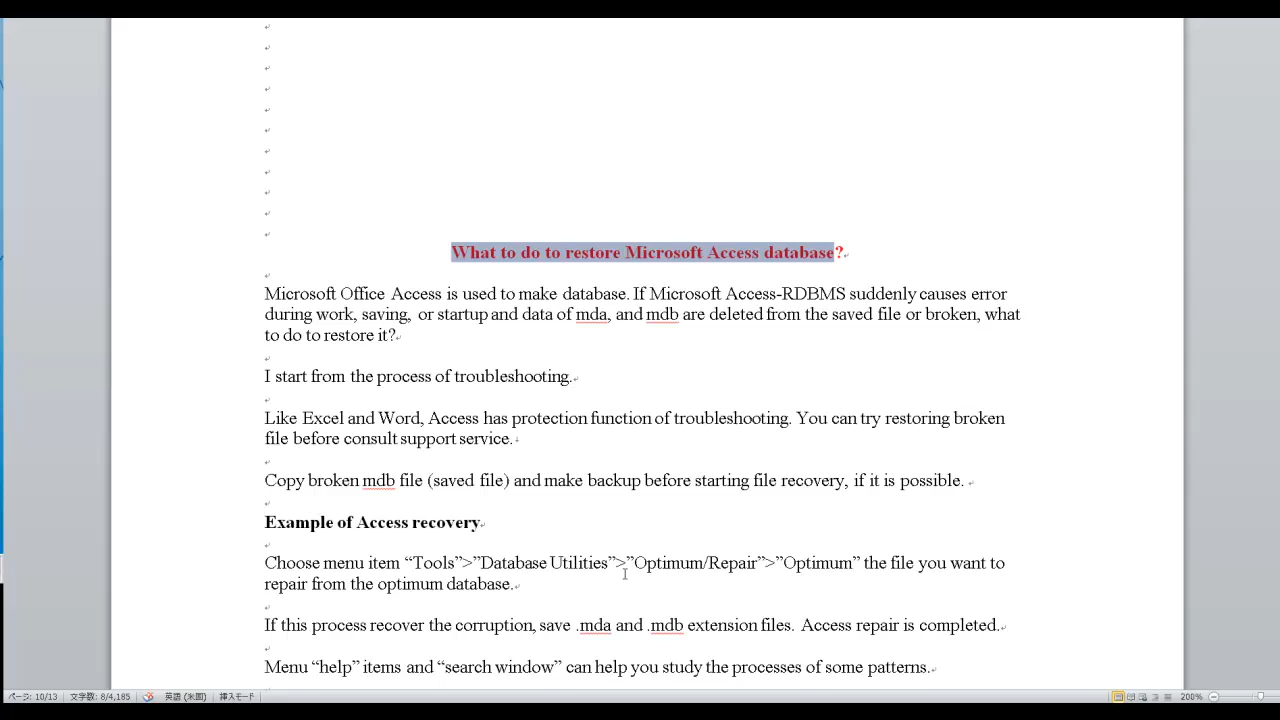 What to do to restore Microsoft Access database?
Microsoft Office Access is used to make database. If Microsoft Access-RDBMS suddenly causes error
during work, saving, or startup and data of mda, and mdb are deleted from the saved file or broken, what
to do to restore it?
I start from the process of troubleshooting.
Like Excel and Word, Access has protection function of troubleshooting. You can try restoring broken
file before consult support service.
Copy broken mdb file (saved file) and make backup before starting file recovery, if it is possible.
Example of Access recovery
Choose menu item “Tools”>”Database Utilities”>”Optimum/Repair”>”Optimum” the file you want to
repair from the optimum database.
If this process recover the corruption, save .mda and .mdb extension files. Access repair is completed.
Menu “help” items and “search window” can help you study the processes of some patterns.
ページ: 10/13 文字数: 8/4,185 英語 (米国) 挿入モード 200%